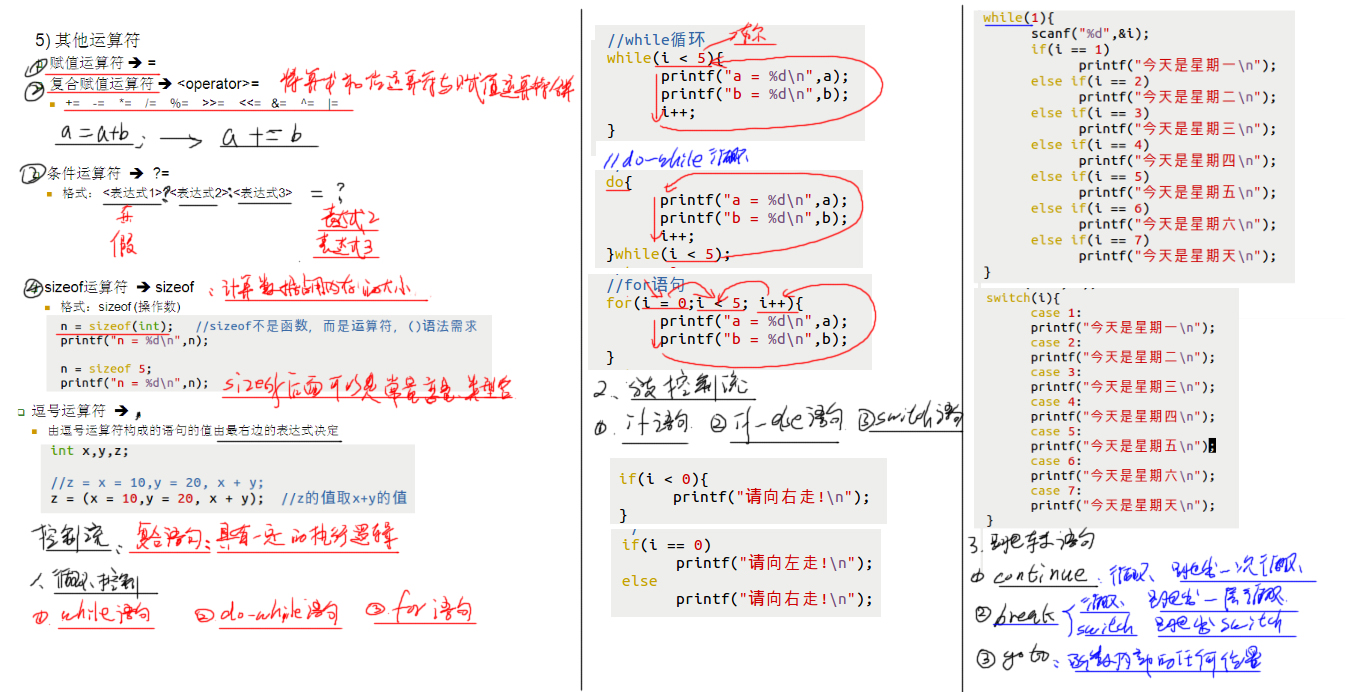 5) 其他运算符
① 赋值运算符 → =
② 复合赋值运算符 → <operator>= 将算术和位运算符与赋值运算符合并
+= -= *= /= %= >>= <<= &= ^= |=
a = a+b; → a += b
③ 条件运算符 → ?=
格式: <表达式1>?<表达式2>:<表达式3> = ?
真 表达式2
假 表达式3
④ sizeof运算符 → sizeof : 计算数据占用内存的大小
格式: sizeof (操作数)
n = sizeof(int); //sizeof不是函数, 而是运算符, ()语法需求
printf("n = %d\n",n);
n = sizeof 5;
printf("n = %d\n",n);
sizeof后面可以是常量、变量、类型名
逗号运算符 → ,
由逗号运算符构成的语句的值由最右边的表达式决定
int x,y,z;
//z = x = 10,y = 20, x + y;
z = (x = 10,y = 20, x + y); //z的值取x+y的值
控制流: 复合语句: 具有一定的执行逻辑
1、循环控制
① while语句 ② do-while语句 ③ for语句
//while循环
while(i < 5){
printf("a = %d\n",a);
printf("b = %d\n",b);
i++;
}
//do-while循环
do{
printf("a = %d\n",a);
printf("b = %d\n",b);
i++;
}while(i < 5);
//for语句
for(i = 0;i < 5; i++){
printf("a = %d\n",a);
printf("b = %d\n",b);
}
2、分支控制流
①. if语句. ② if-else语句. ③ switch语句
if(i < 0){
printf("请向右走!\n");
}
if(i == 0)
printf("请向左走!\n");
else
printf("请向右走!\n");
while(1){
scanf("%d",&i);
if(i == 1)
printf("今天是星期一\n");
else if(i == 2)
printf("今天是星期二\n");
else if(i == 3)
printf("今天是星期三\n");
else if(i == 4)
printf("今天是星期四\n");
else if(i == 5)
printf("今天是星期五\n");
else if(i == 6)
printf("今天是星期六\n");
else if(i == 7)
printf("今天是星期天\n");
}
switch(i){
case 1:
printf("今天是星期一\n");
case 2:
printf("今天是星期二\n");
case 3:
printf("今天是星期三\n");
case 4:
printf("今天是星期四\n");
case 5:
printf("今天是星期五\n");
case 6:
printf("今天是星期六\n");
case 7:
printf("今天是星期天\n");
}
3. 跳转语句
① continue: 循环、跳出一次循环
② break 循环、跳出一层循环
switch 跳出switch
③ goto: 函数内部的任何位置